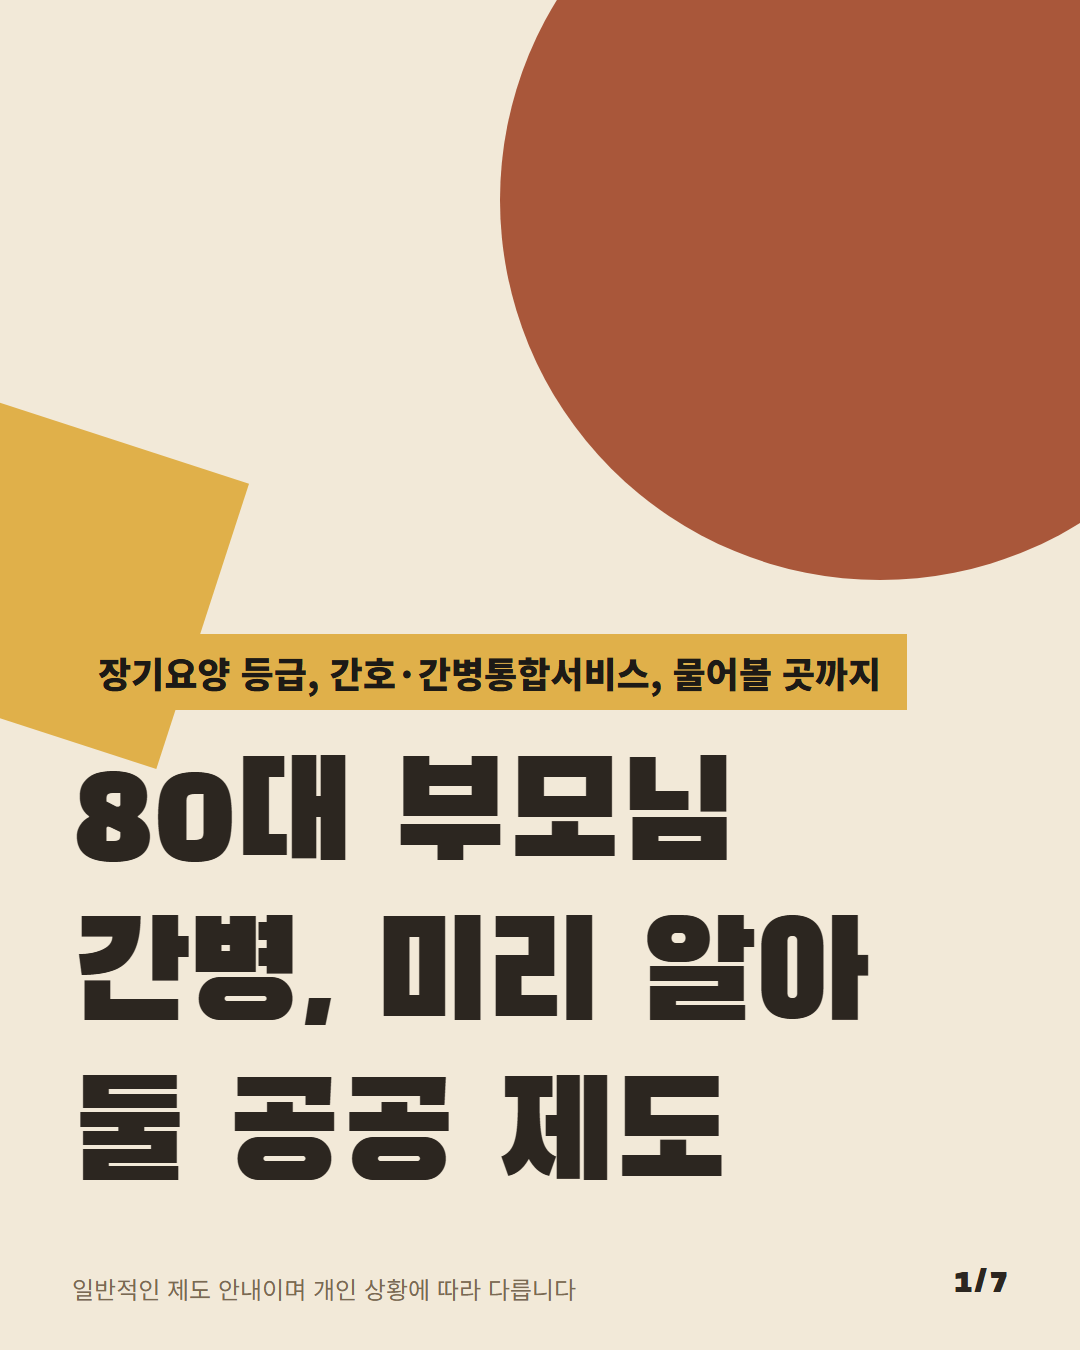 장기요양 등급, 간호·간병통합서비스, 물어볼 곳까지
80대 부모님
간병, 미리 알아
둘 공공 제도
일반적인 제도 안내이며 개인 상황에 따라 다릅니다
1/7